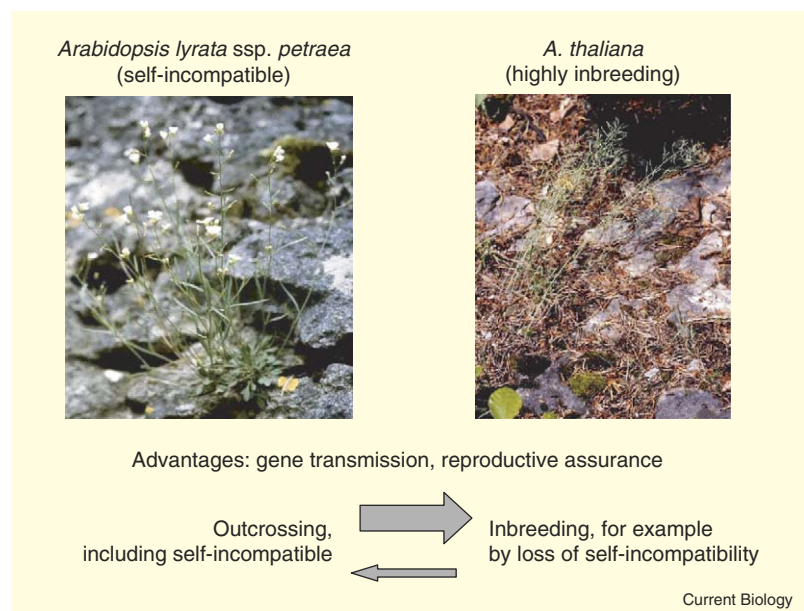 Arabidopsis lyrata ssp. petraea
(self-incompatible)
A. thaliana
(highly inbreeding)
Advantages: gene transmission, reproductive assurance
Outcrossing,
including self-incompatible
Inbreeding, for example
by loss of self-incompatibility
Current Biology